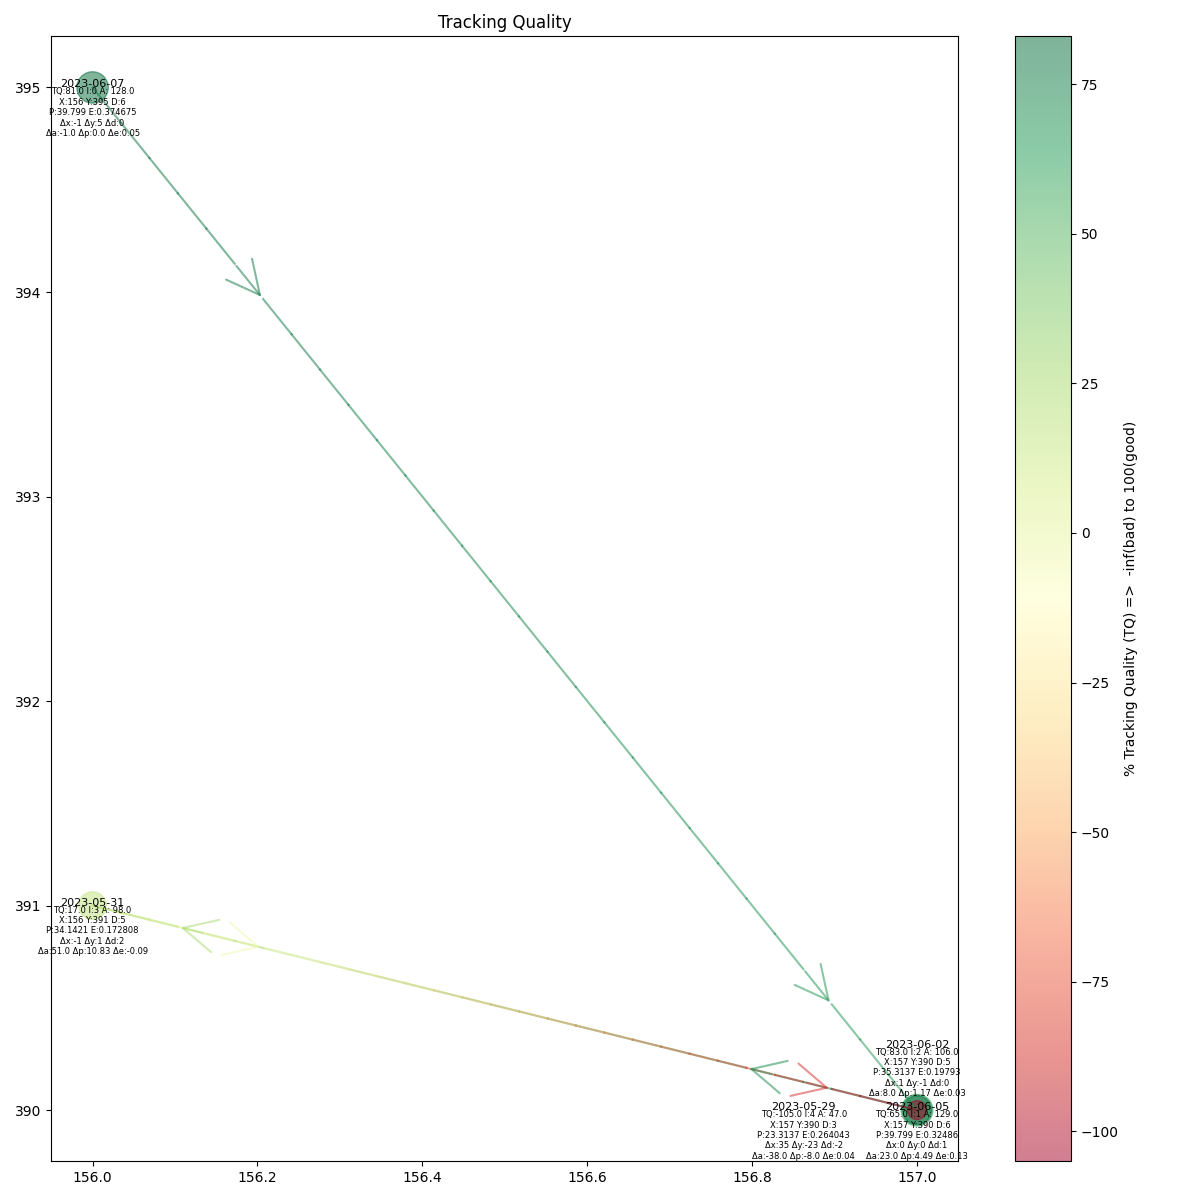 Tracking Quality
2023-06-07
TQ:81.0 I:0 A: 128.0
X:156 Y:395 D:6
P:39.799 E:0.374675
Δx:-1 Δy:5 Δd:0
Δa:-1.0 Δp:0.0 Δe:0.05
2023-05-31
TQ:17.0 I:3 A: 98.0
X:156 Y:391 D:5
P:34.1421 E:0.172808
Δx:-1 Δy:1 Δd:2
Δa:51.0 Δp:10.83 Δe:-0.09
2023-06-02
TQ:83.0 I:2 A: 106.0
X:157 Y:390 D:5
P:35.3137 E:0.19793
Δx:1 Δy:-1 Δd:0
Δa:8.0 Δp:1.17 Δe:0.03
2023-05-29
TQ:-105.0 I:4 A: 47.0
X:157 Y:390 D:3
P:23.3137 E:0.264043
Δx:35 Δy:-23 Δd:-2
Δa:-38.0 Δp:-8.0 Δe:0.04
2023-06-05
TQ:65.0 I:1 A: 129.0
X:157 Y:390 D:6
P:39.799 E:0.32486
Δx:0 Δy:0 Δd:1
Δa:23.0 Δp:4.49 Δe:0.13
395
394
393
392
391
390
156.0
156.2
156.4
156.6
156.8
157.0
75
50
25
0
−25
−50
−75
−100
% Tracking Quality (TQ) => -inf(bad) to 100(good)